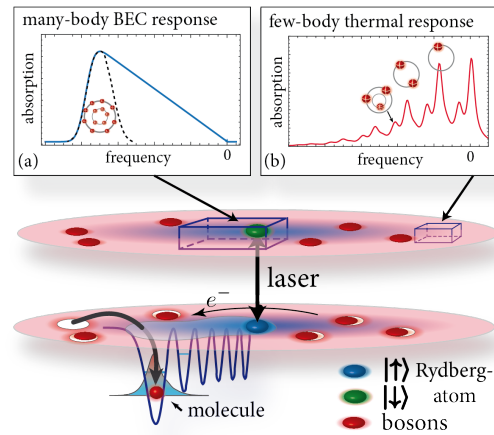 many-body BEC response
few-body thermal response
absorption
(a)
frequency
0
absorption
(b)
frequency
0
laser
e⁻
molecule
|↑⟩ Rydberg-
|↓⟩ atom
bosons